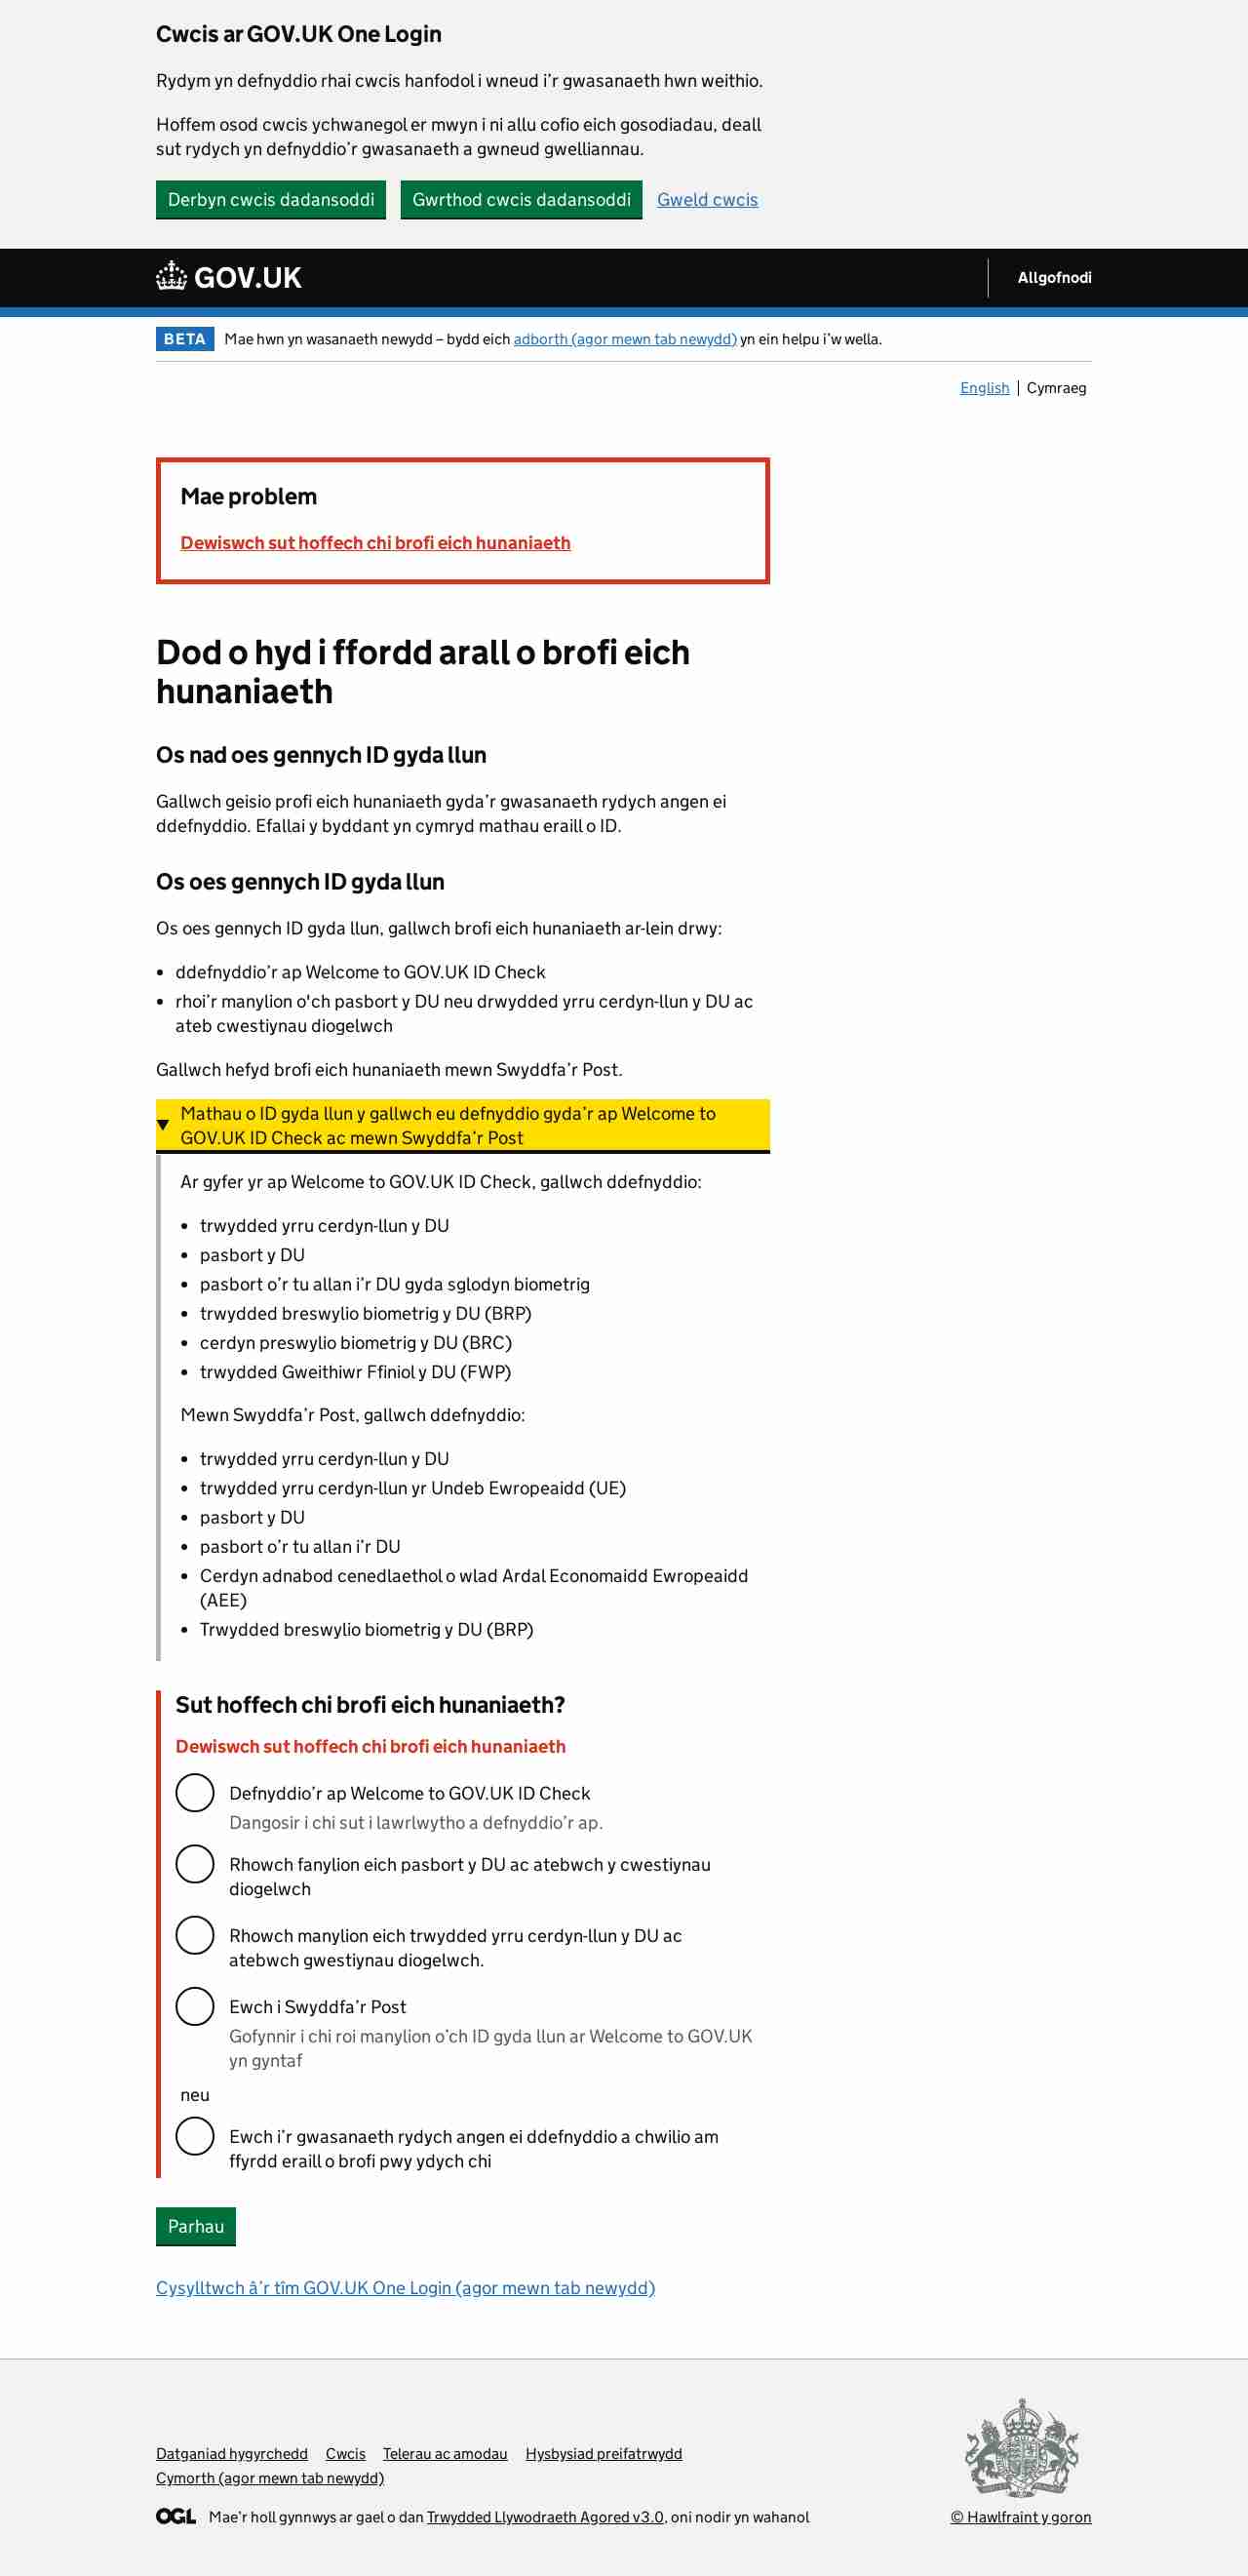 Cwcis ar GOV.UK One Login
Rydym yn defnyddio rhai cwcis hanfodol i wneud i’r gwasanaeth hwn weithio.
Hoffem osod cwcis ychwanegol er mwyn i ni allu cofio eich gosodiadau, deall
sut rydych yn defnyddio’r gwasanaeth a gwneud gwelliannau.
Derbyn cwcis dadansoddi Gwrthod cwcis dadansoddi Gweld cwcis
GOV.UK Allgofnodi
BETA Mae hwn yn wasanaeth newydd – bydd eich adborth (agor mewn tab newydd) yn ein helpu i’w wella.
English Cymraeg
Mae problem
Dewiswch sut hoffech chi brofi eich hunaniaeth
Dod o hyd i ffordd arall o brofi eich
hunaniaeth
Os nad oes gennych ID gyda llun
Gallwch geisio profi eich hunaniaeth gyda’r gwasanaeth rydych angen ei
ddefnyddio. Efallai y byddant yn cymryd mathau eraill o ID.
Os oes gennych ID gyda llun
Os oes gennych ID gyda llun, gallwch brofi eich hunaniaeth ar-lein drwy:
• ddefnyddio’r ap Welcome to GOV.UK ID Check
• rhoi’r manylion o'ch pasbort y DU neu drwydded yrru cerdyn-llun y DU ac
ateb cwestiynau diogelwch
Gallwch hefyd brofi eich hunaniaeth mewn Swyddfa’r Post.
Mathau o ID gyda llun y gallwch eu defnyddio gyda’r ap Welcome to
GOV.UK ID Check ac mewn Swyddfa’r Post
Ar gyfer yr ap Welcome to GOV.UK ID Check, gallwch ddefnyddio:
• trwydded yrru cerdyn-llun y DU
• pasbort y DU
• pasbort o’r tu allan i’r DU gyda sglodyn biometrig
• trwydded breswylio biometrig y DU (BRP)
• cerdyn preswylio biometrig y DU (BRC)
• trwydded Gweithiwr Ffiniol y DU (FWP)
Mewn Swyddfa’r Post, gallwch ddefnyddio:
• trwydded yrru cerdyn-llun y DU
• trwydded yrru cerdyn-llun yr Undeb Ewropeaidd (UE)
• pasbort y DU
• pasbort o’r tu allan i’r DU
• Cerdyn adnabod cenedlaethol o wlad Ardal Economaidd Ewropeaidd
(AEE)
• Trwydded breswylio biometrig y DU (BRP)
Sut hoffech chi brofi eich hunaniaeth?
Dewiswch sut hoffech chi brofi eich hunaniaeth
Defnyddio’r ap Welcome to GOV.UK ID Check
Dangosir i chi sut i lawrlwytho a defnyddio’r ap.
Rhowch fanylion eich pasbort y DU ac atebwch y cwestiynau
diogelwch
Rhowch manylion eich trwydded yrru cerdyn-llun y DU ac
atebwch gwestiynau diogelwch.
Ewch i Swyddfa’r Post
Gofynnir i chi roi manylion o’ch ID gyda llun ar Welcome to GOV.UK
yn gyntaf
neu
Ewch i’r gwasanaeth rydych angen ei ddefnyddio a chwilio am
ffyrdd eraill o brofi pwy ydych chi
Parhau
Cysylltwch â’r tîm GOV.UK One Login (agor mewn tab newydd)
Datganiad hygyrchedd Cwcis Telerau ac amodau Hysbysiad preifatrwydd
Cymorth (agor mewn tab newydd)
OGL Mae’r holl gynnwys ar gael o dan Trwydded Llywodraeth Agored v3.0, oni nodir yn wahanol
© Hawlfraint y goron